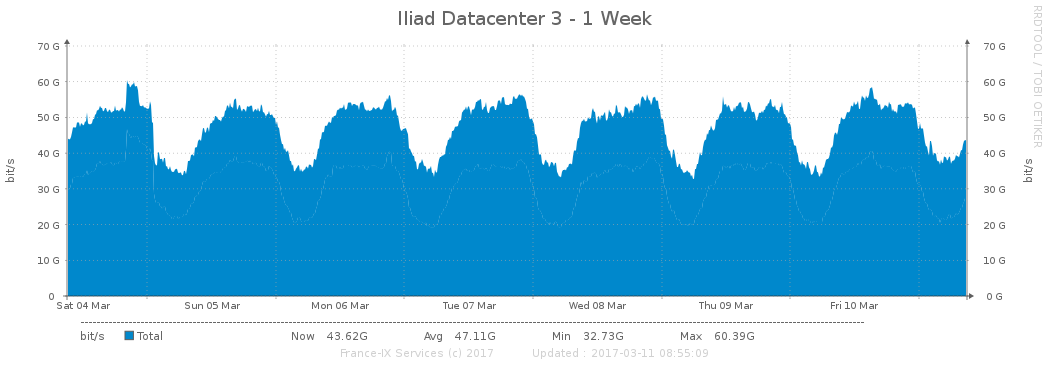 Iliad Datacenter 3 - 1 Week
RRDTOOL / TOBI OETIKER
bit/s
70 G 70 G
60 G 60 G
50 G 50 G
40 G 40 G
30 G 30 G
20 G 20 G
10 G 10 G
0 0 G
bit/s
Sat 04 Mar Sun 05 Mar Mon 06 Mar Tue 07 Mar Wed 08 Mar Thu 09 Mar Fri 10 Mar
bit/s Total Now 43.62G Avg 47.11G Min 32.73G Max 60.39G
France-IX Services (c) 2017 Updated : 2017-03-11 08:55:09